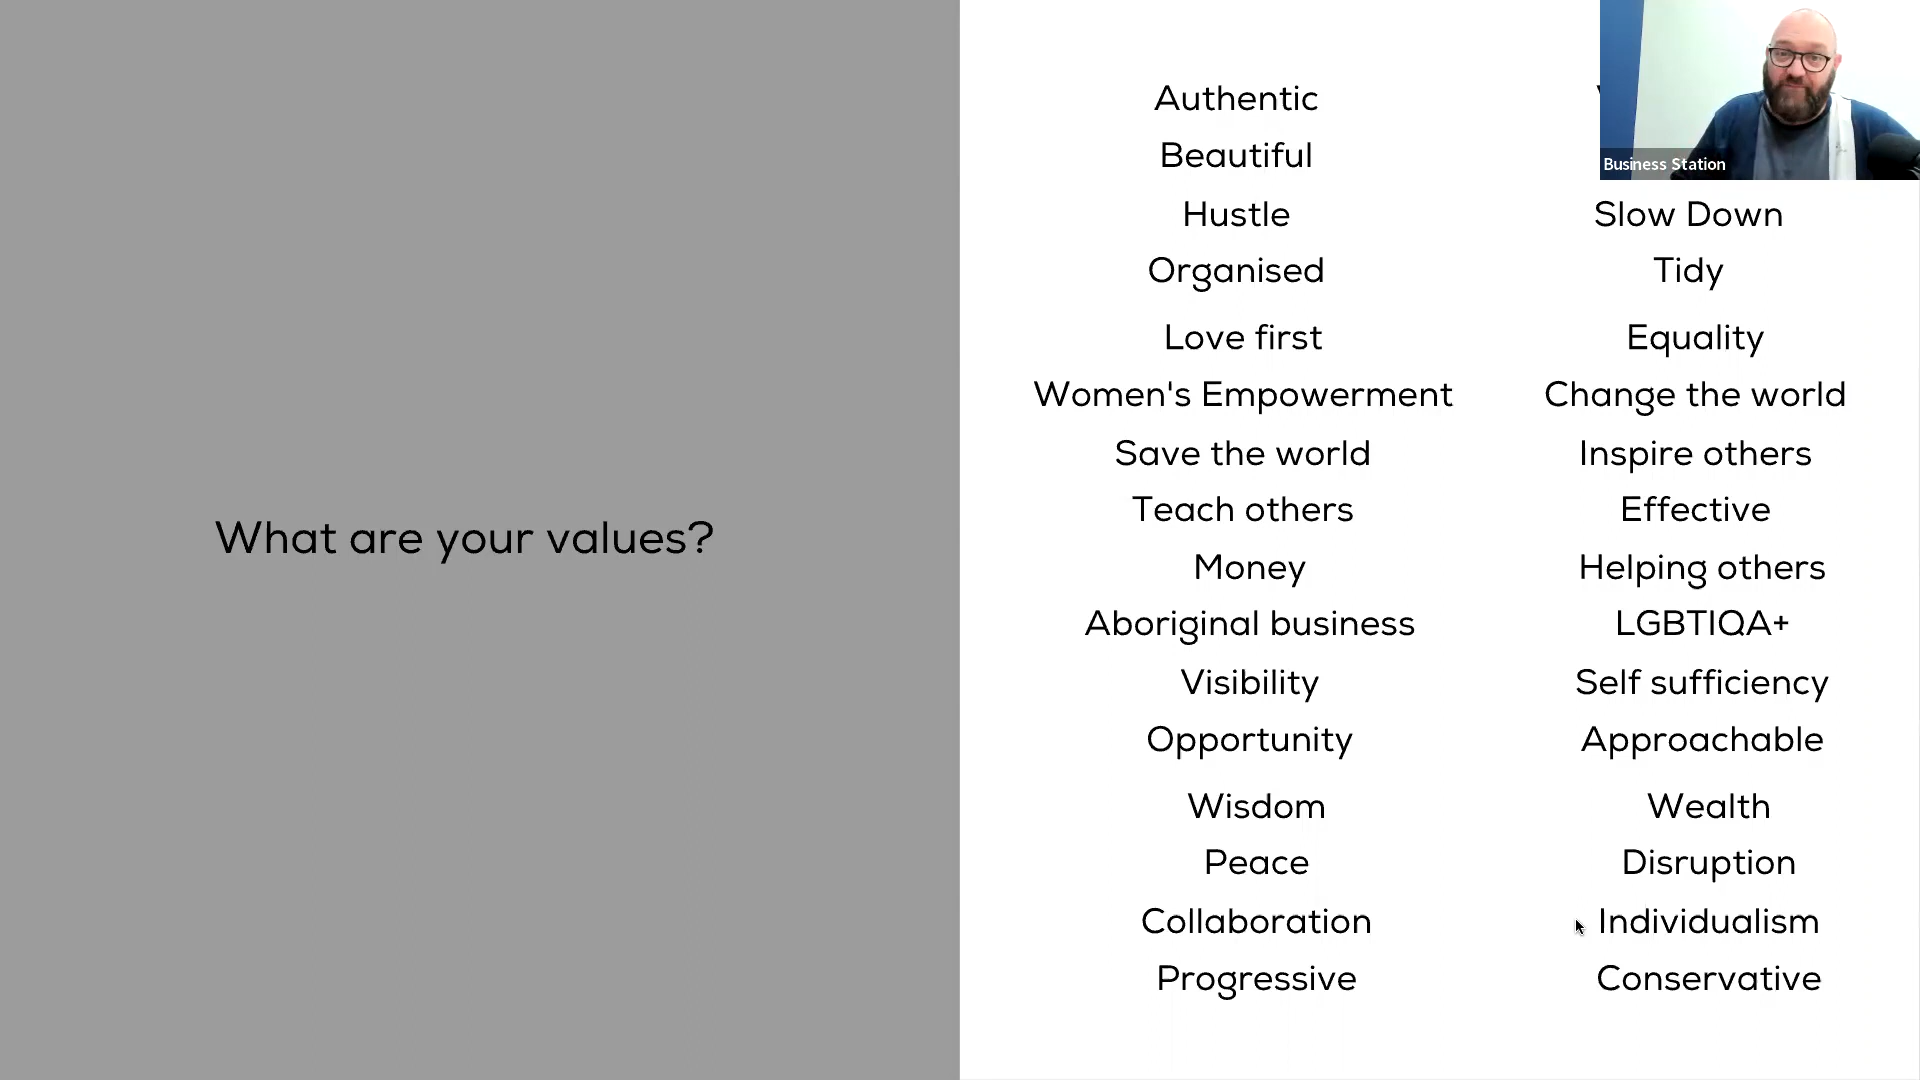 What are your values?
Authentic
Beautiful
Hustle
Slow Down
Organised
Tidy
Love first
Equality
Women's Empowerment
Change the world
Save the world
Inspire others
Teach others
Effective
Money
Helping others
Aboriginal business
LGBTIQA+
Visibility
Self sufficiency
Opportunity
Approachable
Wisdom
Wealth
Peace
Disruption
Collaboration
Individualism
Progressive
Conservative
Business Station